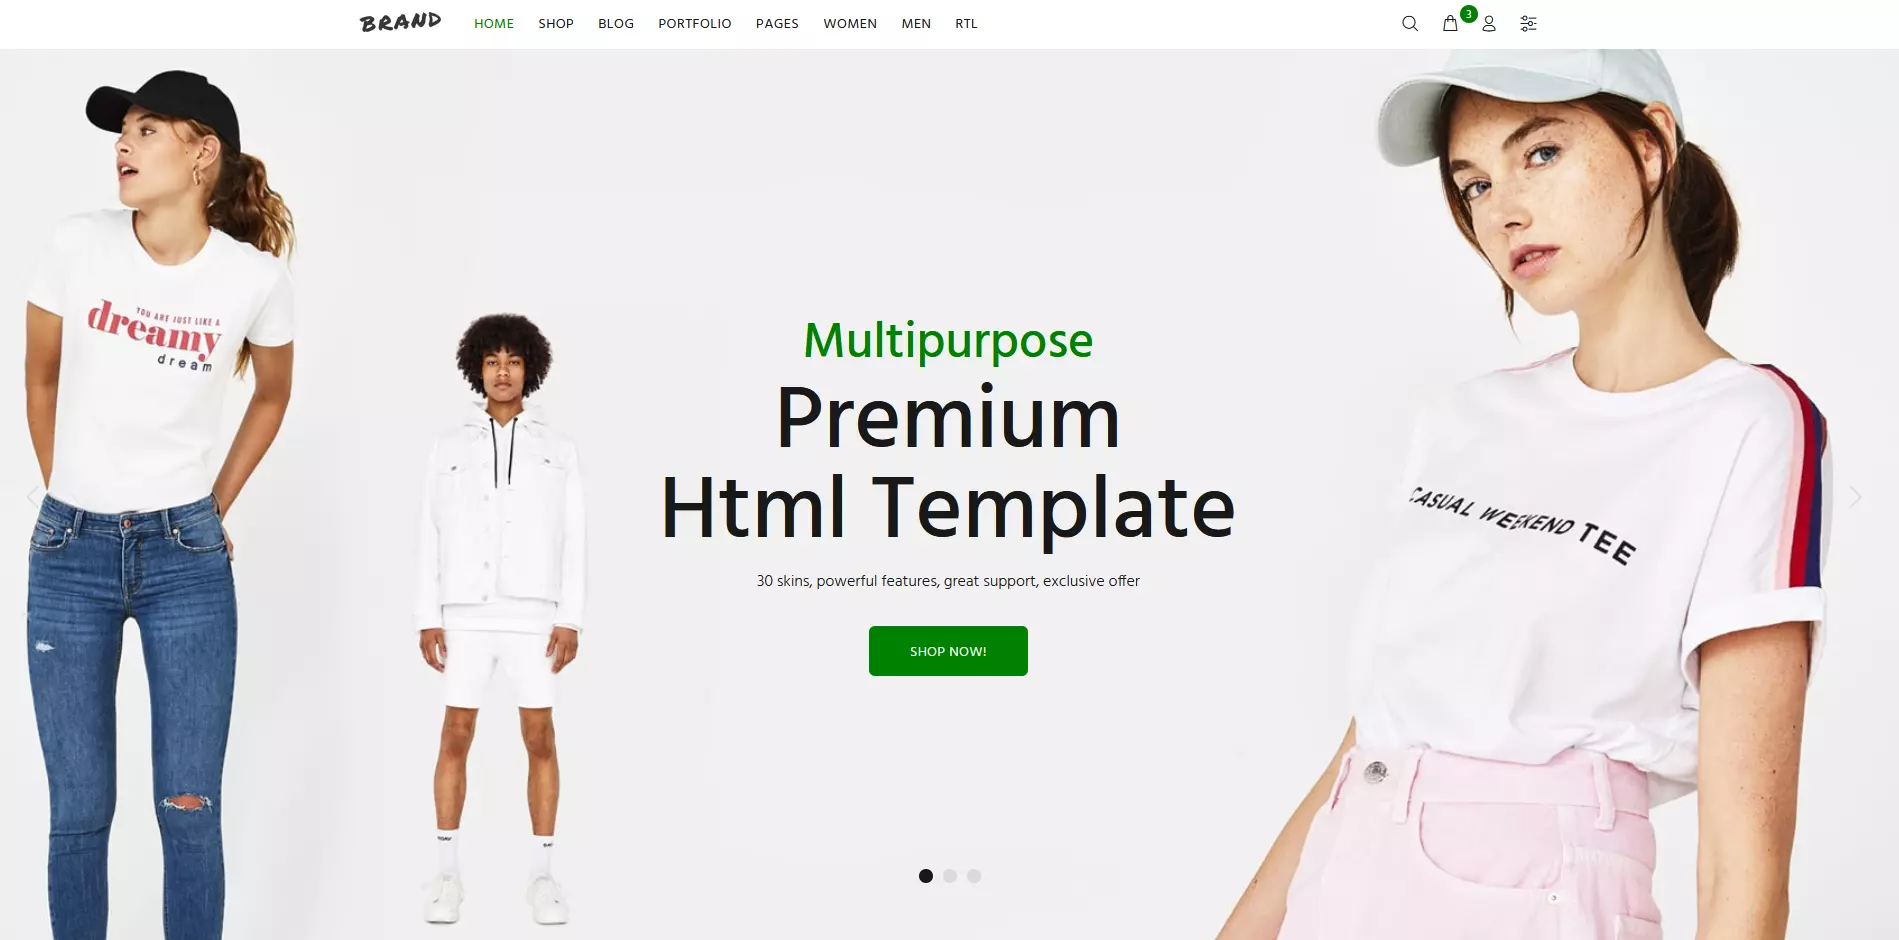 BRAND
HOME SHOP BLOG PORTFOLIO PAGES WOMEN MEN RTL
3
YOU ARE JUST LIKE A
dreamy
dream
Multipurpose
Premium
Html Template
30 skins, powerful features, great support, exclusive offer
SHOP NOW!
CASUAL WEEKEND TEE